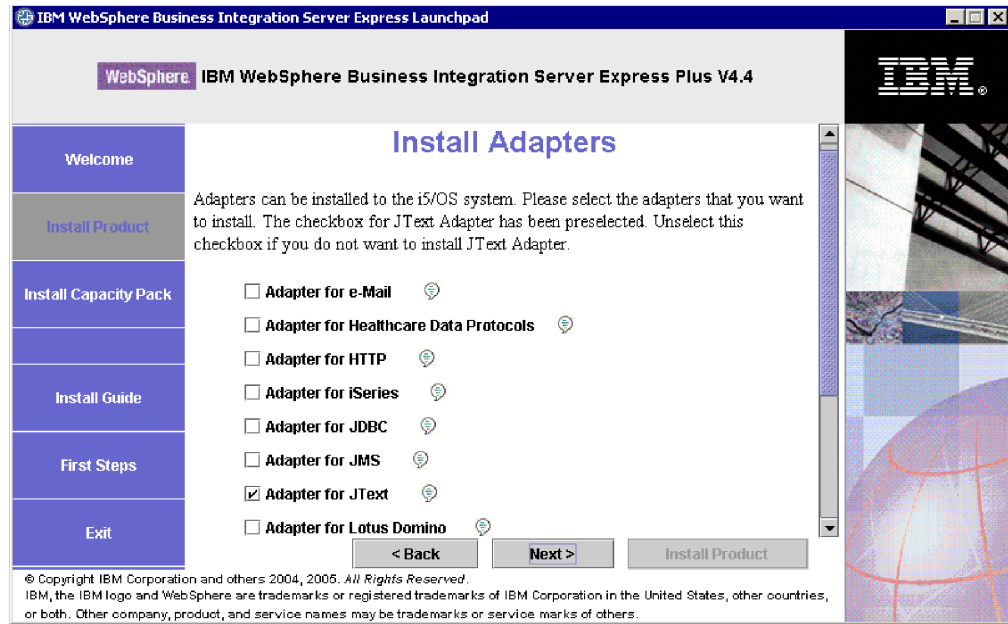 IBM WebSphere Business Integration Server Express Launchpad
WebSphere. IBM WebSphere Business Integration Server Express Plus V4.4
IBM®
Welcome
Install Product
Install Capacity Pack
Install Guide
First Steps
Exit
Install Adapters
Adapters can be installed to the i5/OS system. Please select the adapters that you want
to install. The checkbox for JText Adapter has been preselected. Unselect this
checkbox if you do not want to install JText Adapter.
Adapter for e-Mail
Adapter for Healthcare Data Protocols
Adapter for HTTP
Adapter for iSeries
Adapter for JDBC
Adapter for JMS
Adapter for JText
Adapter for Lotus Domino
< Back
Next >
Install Product
© Copyright IBM Corporation and others 2004, 2005. All Rights Reserved.
IBM, the IBM logo and WebSphere are trademarks or registered trademarks of IBM Corporation in the United States, other countries,
or both. Other company, product, and service names may be trademarks or service marks of others.